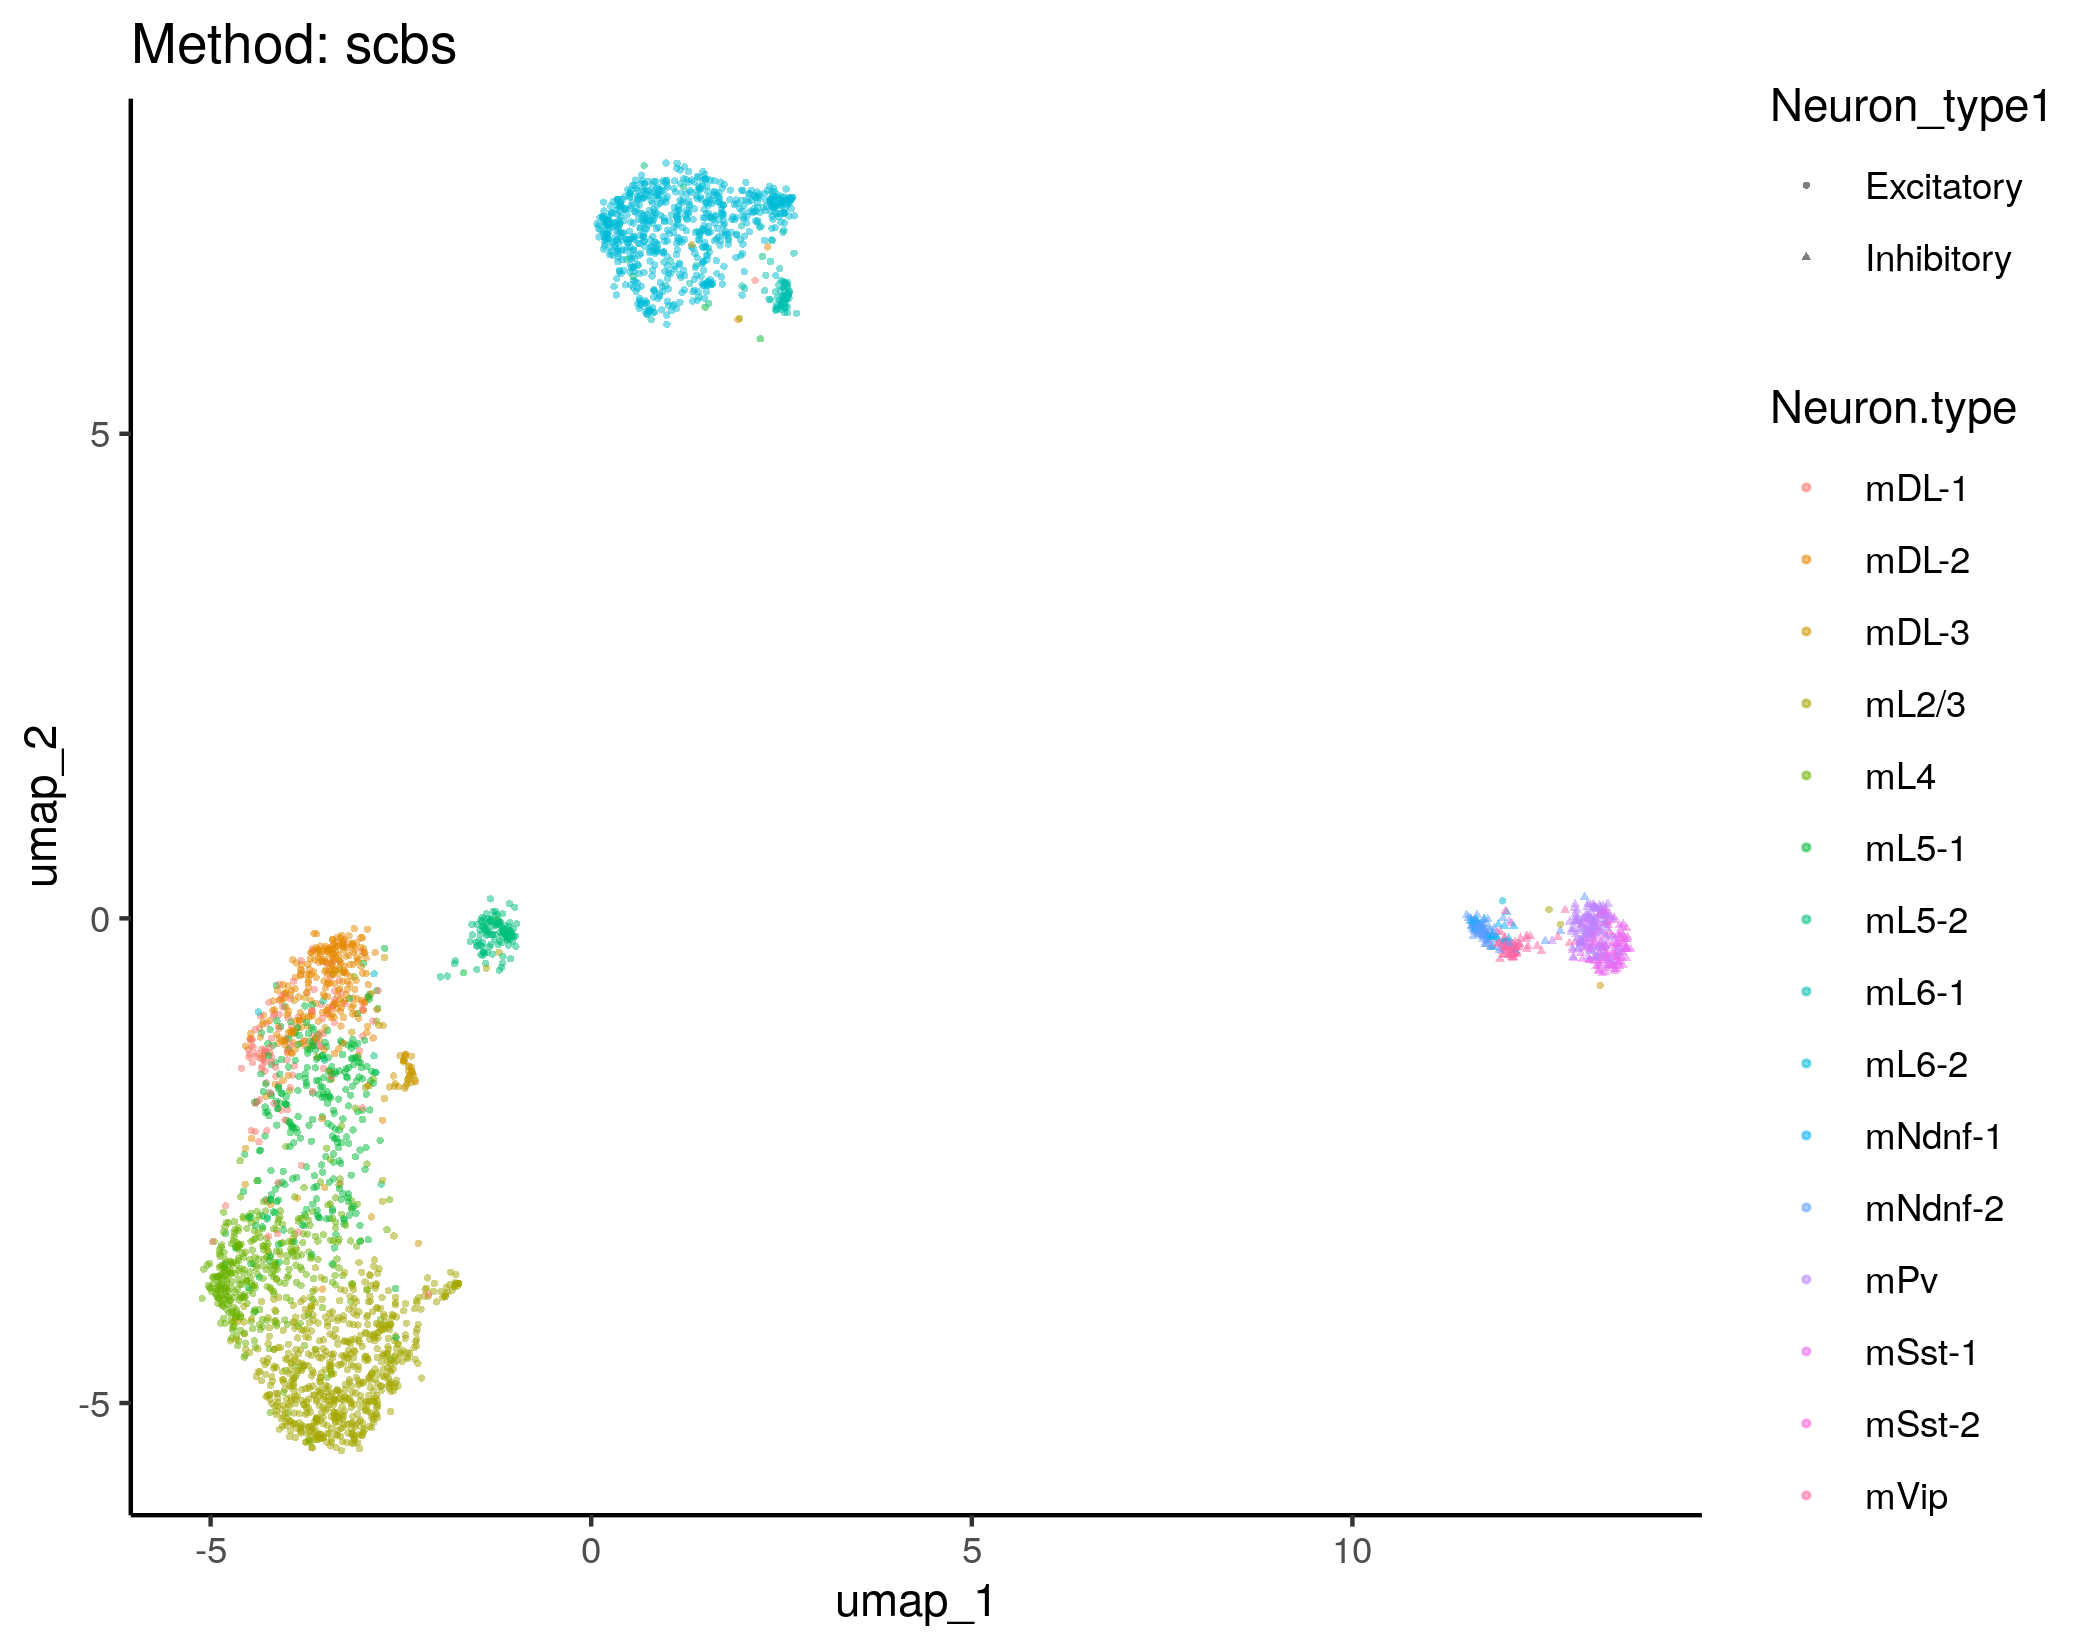 Method: scbs
umap_2
5
0
-5
-5 0 5 10
umap_1
Neuron_type1
Excitatory
Inhibitory
Neuron.type
mDL-1
mDL-2
mDL-3
mL2/3
mL4
mL5-1
mL5-2
mL6-1
mL6-2
mNdnf-1
mNdnf-2
mPv
mSst-1
mSst-2
mVip